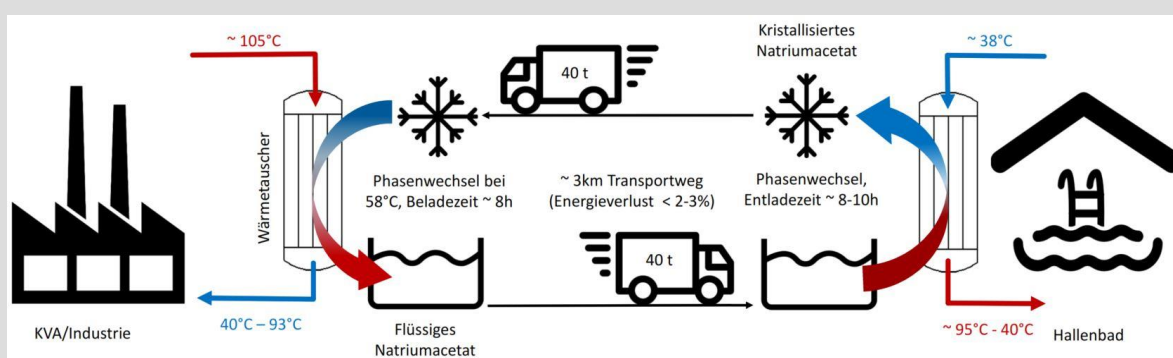 ~ 105°C
40 t
Kristallisiertes
Natriumacetat
~ 38°C
Wärmetauscher
Phasenwechsel bei
58°C, Beladezeit ~ 8h
~ 3km Transportweg
(Energieverlust < 2-3%)
Phasenwechsel,
Entladezeit ~ 8-10h
40 t
KVA/Industrie
40°C – 93°C
Flüssiges
Natriumacetat
~ 95°C - 40°C
Hallenbad